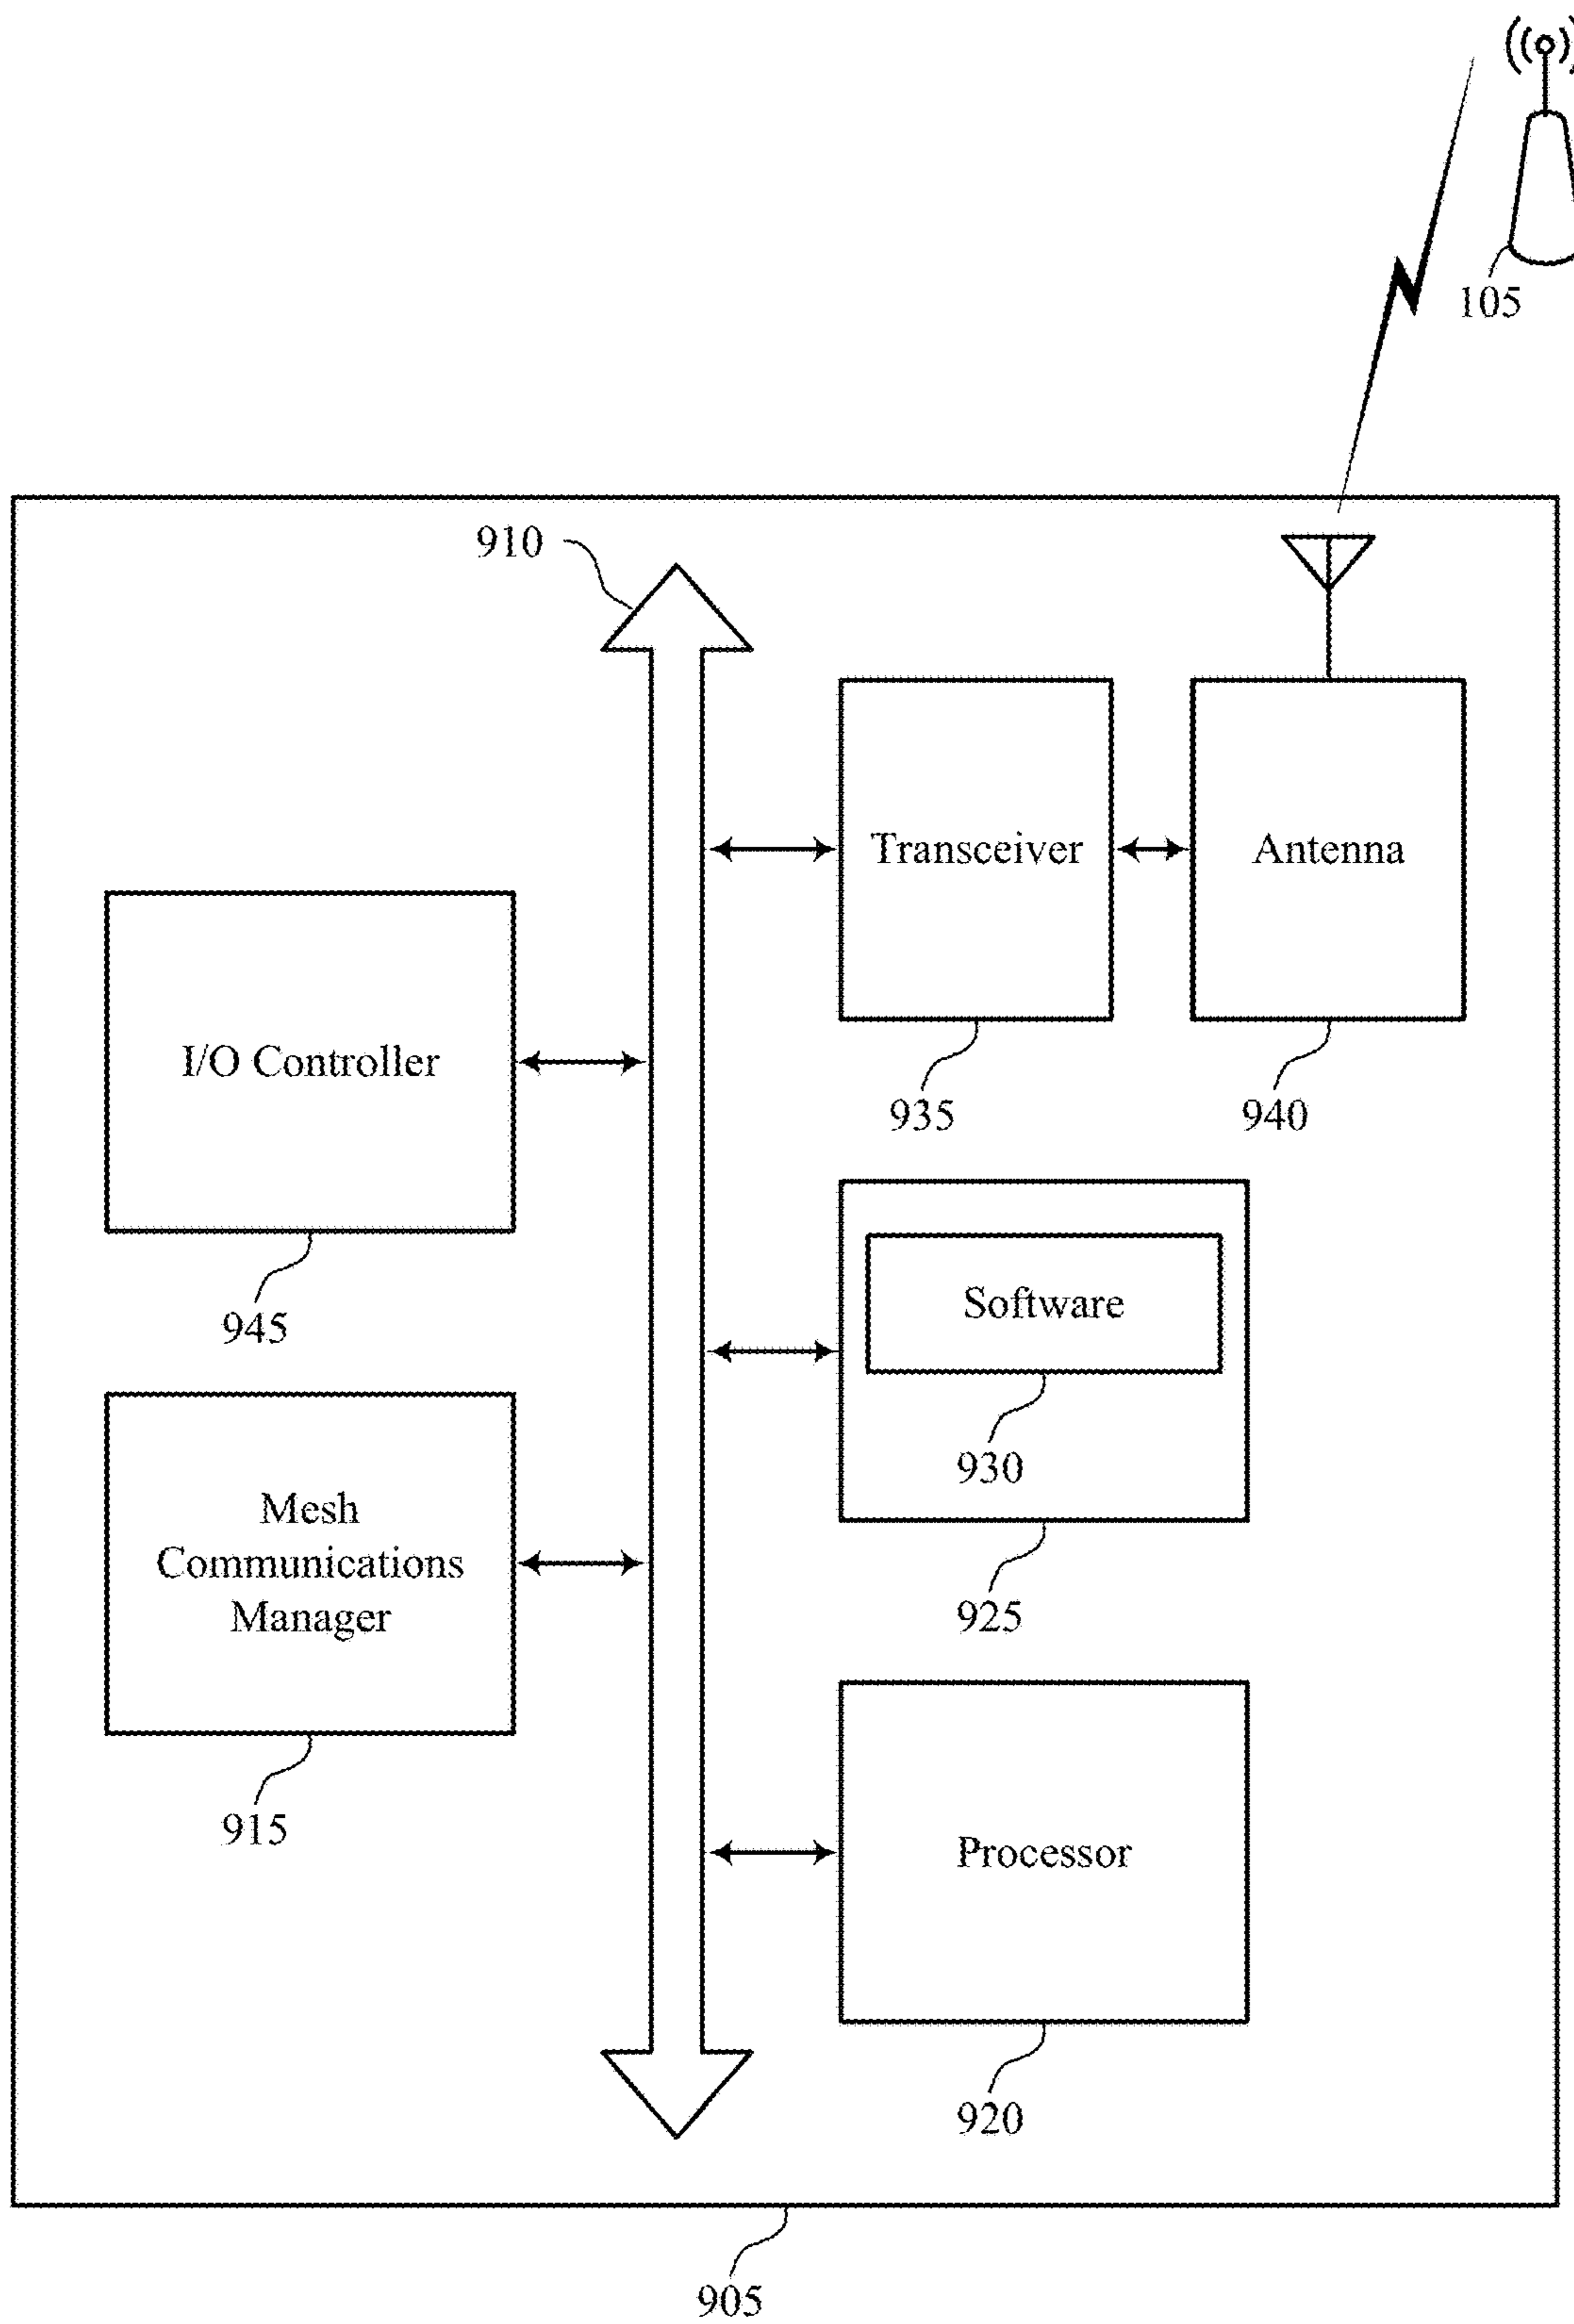 105
910
Transceiver
Antenna
I/O Controller
935
940
Software
945
930
Mesh
Communications
Manager
925
915
Processor
920
905